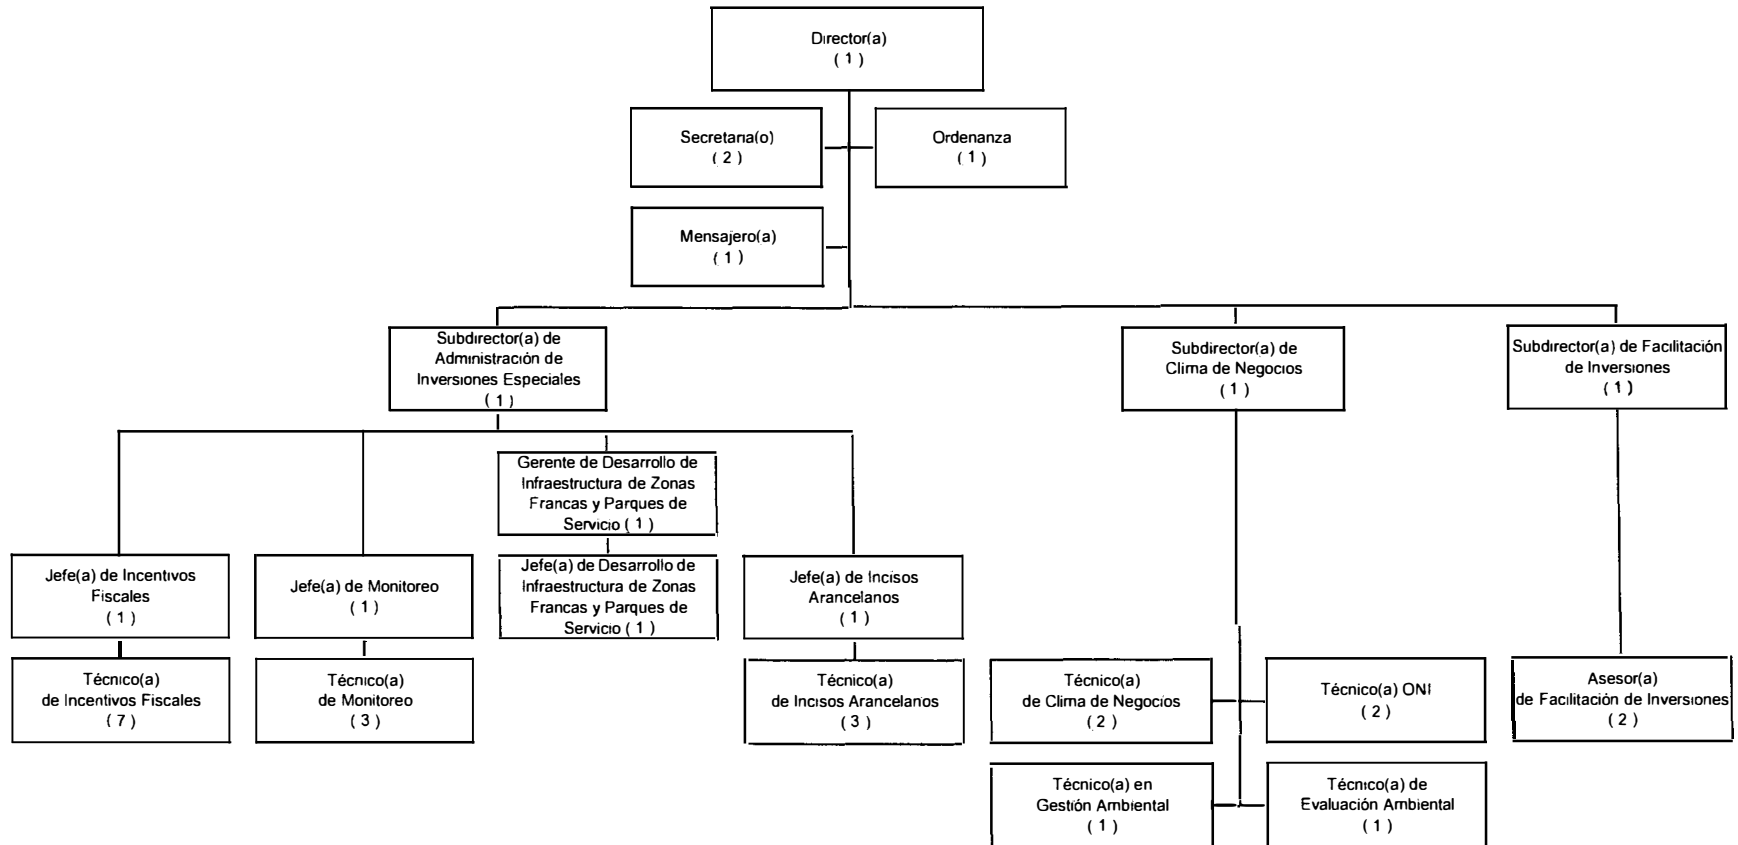 Director(a)
( 1 )
Secretaria(o)
( 2 )
Ordenanza
( 1 )
Mensajero(a)
( 1 )
Subdirector(a) de
Administración de
Inversiones Especiales
( 1 )
Subdirector(a) de
Clima de Negocios
( 1 )
Subdirector(a) de Facilitación
de Inversiones
( 1 )
Gerente de Desarrollo de
Infraestructura de Zonas
Francas y Parques de
Servicio ( 1 )
Jefe(a) de Incentivos
Fiscales
( 1 )
Jefe(a) de Monitoreo
( 1 )
Jefe(a) de Desarrollo de
Infraestructura de Zonas
Francas y Parques de
Servicio ( 1 )
Jefe(a) de Incisos
Arancelarios
( 1 )
Técnico(a)
de Incentivos Fiscales
( 7 )
Técnico(a)
de Monitoreo
( 3 )
Técnico(a)
de Incisos Arancelarios
( 3 )
Técnico(a)
de Clima de Negocios
( 2 )
Técnico(a) ONI
( 2 )
Asesor(a)
de Facilitación de Inversiones
( 2 )
Técnico(a) en
Gestión Ambiental
( 1 )
Técnico(a) de
Evaluación Ambiental
( 1 )